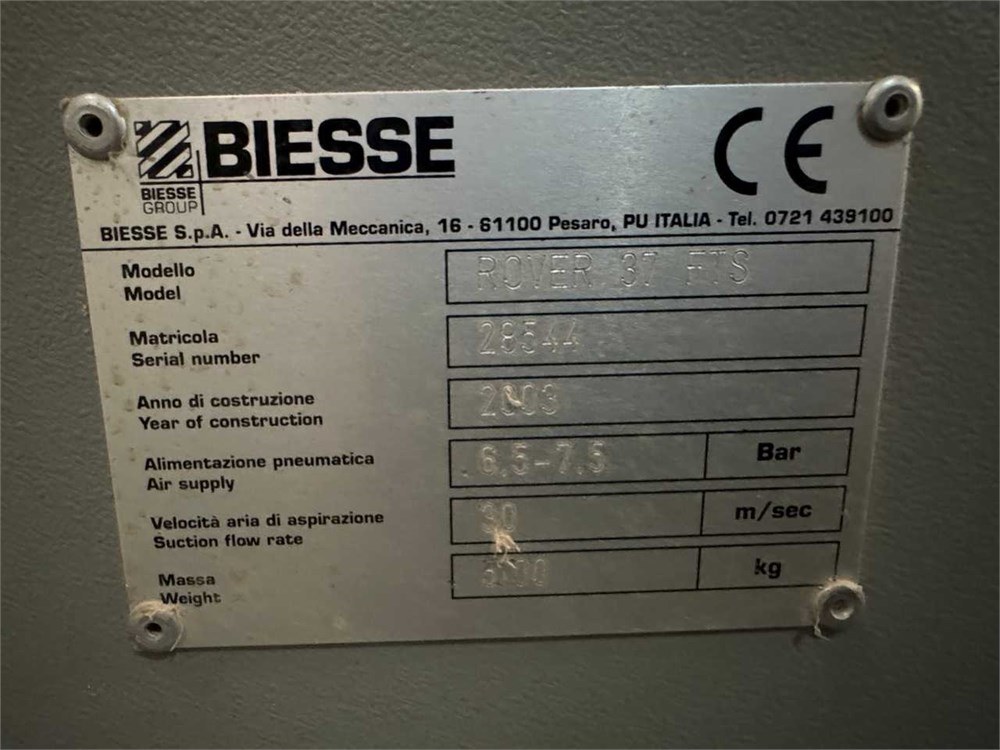 BIESSE
CE
BIESSE
GROUP
BIESSE S.p.A. - Via della Meccanica, 16 - 61100 Pesaro, PU ITALIA - Tel. 0721 439100
Modello
Model
ROVER 37 FTS
Matricola
Serial number
28544
Anno di costruzione
Year of construction
2003
Alimentazione pneumatica
Air supply
6.5-7.5
Bar
Velocità aria di aspirazione
Suction flow rate
30
m/sec
Massa
Weight
kg